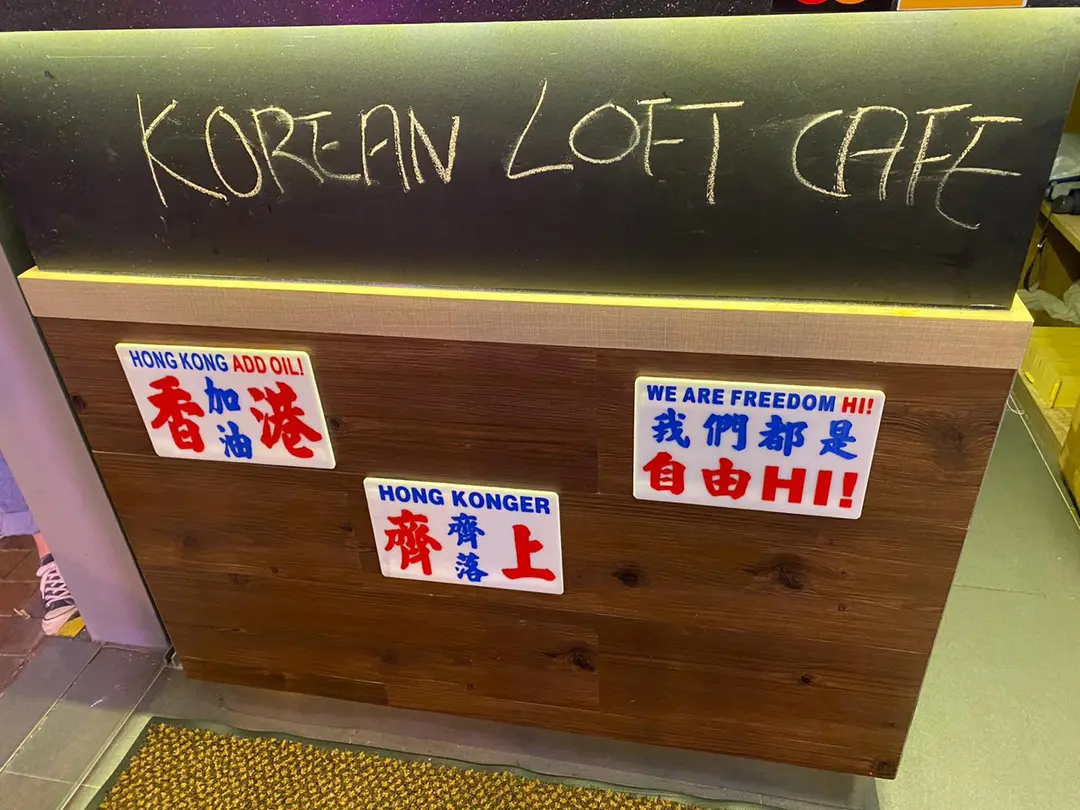 KOREAN LOFT CAFE
HONG KONG ADD OIL!
香加油港
HONG KONGER
齊齊落上
WE ARE FREEDOM HI!
我們都是
自由HI!